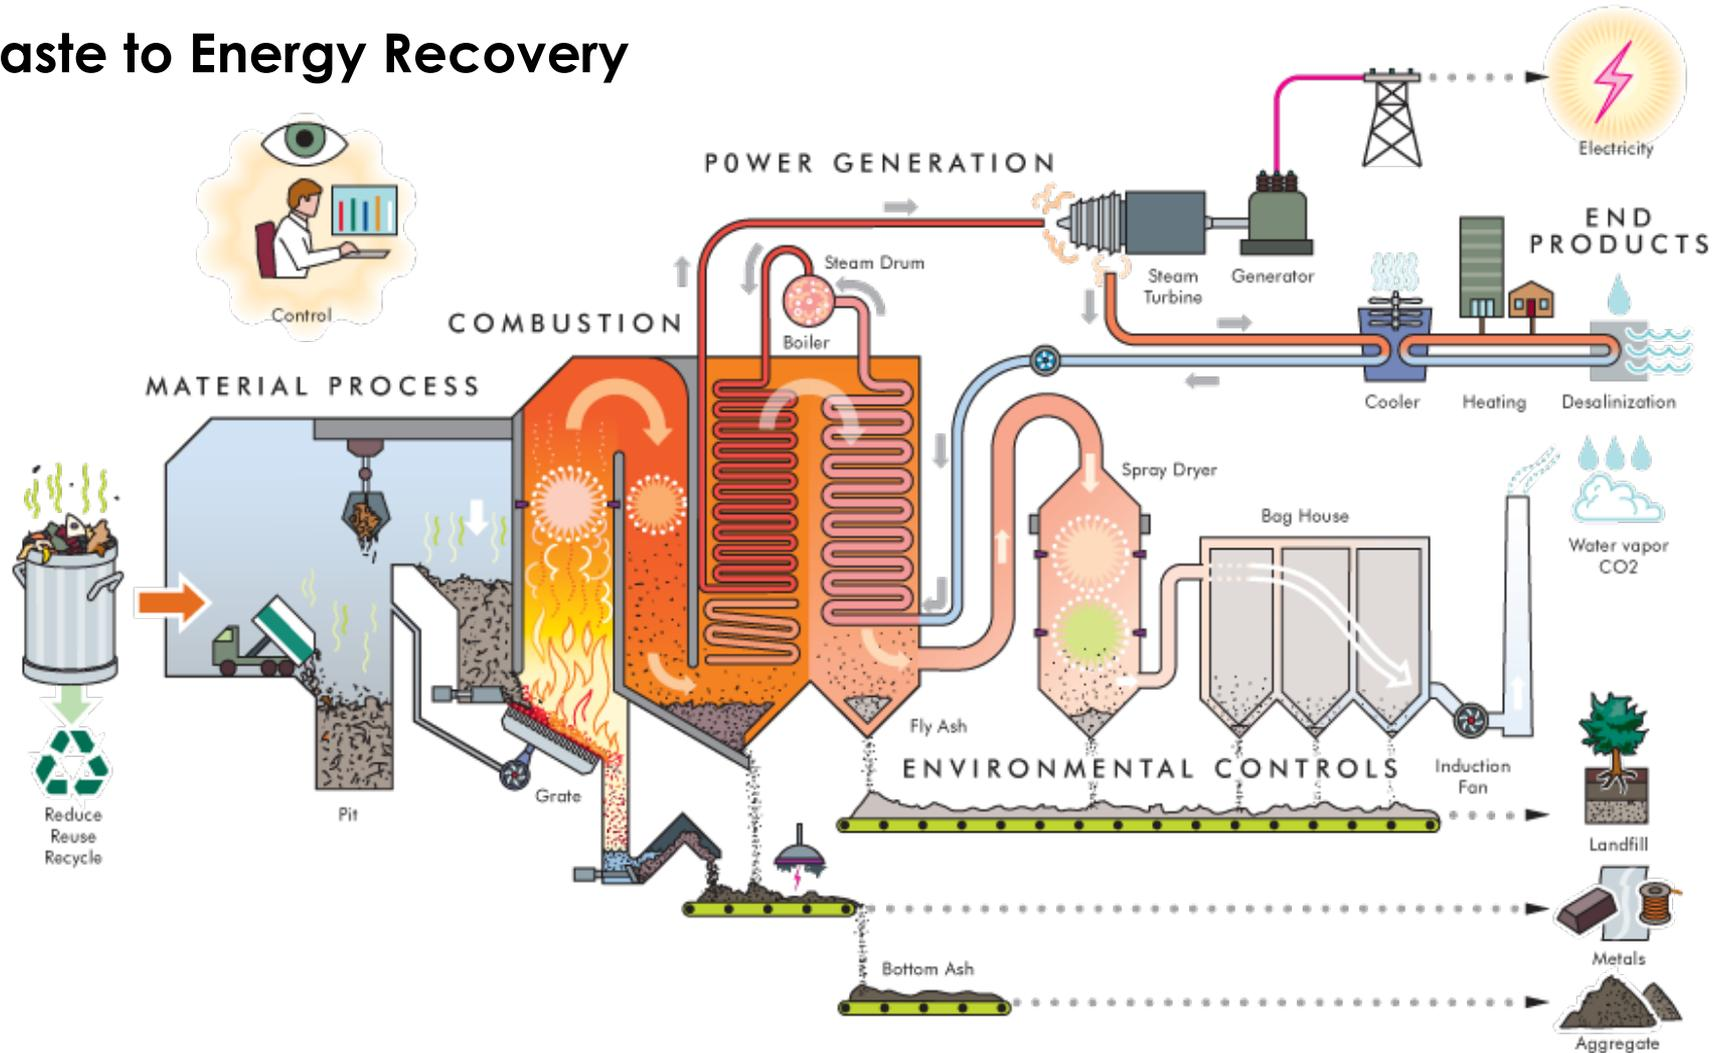 aste to Energy Recovery
Electricity
POWER GENERATION
END
PRODUCTS
Steam Drum
Steam
Turbine
Generator
Control
COMBUSTION
Boiler
MATERIAL PROCESS
Cooler
Heating
Desalinization
Spray Dryer
Bag House
Water vapor
CO2
Fly Ash
ENVIRONMENTAL CONTROLS
Induction
Fan
Grate
Pit
Reduce
Reuse
Recycle
Landfill
Metals
Bottom Ash
Aggregate